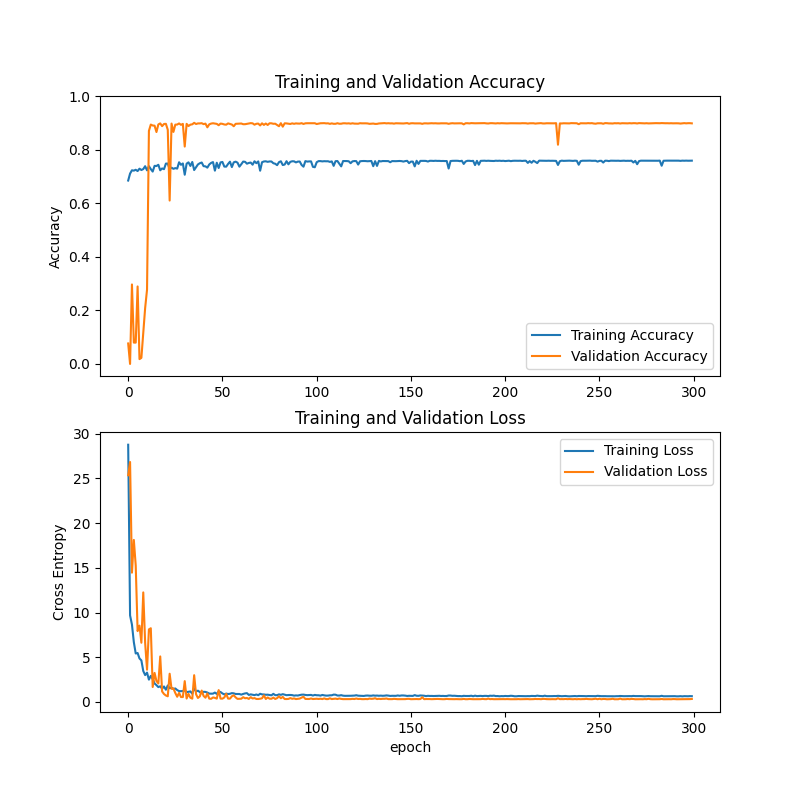 Training and Validation Accuracy
1.0
0.8
0.6
0.4
0.2
0.0
Accuracy
Training Accuracy
Validation Accuracy
0 50 100 150 200 250 300
Training and Validation Loss
30
25
20
15
10
5
0
Cross Entropy
Training Loss
Validation Loss
0 50 100 150 200 250 300
epoch